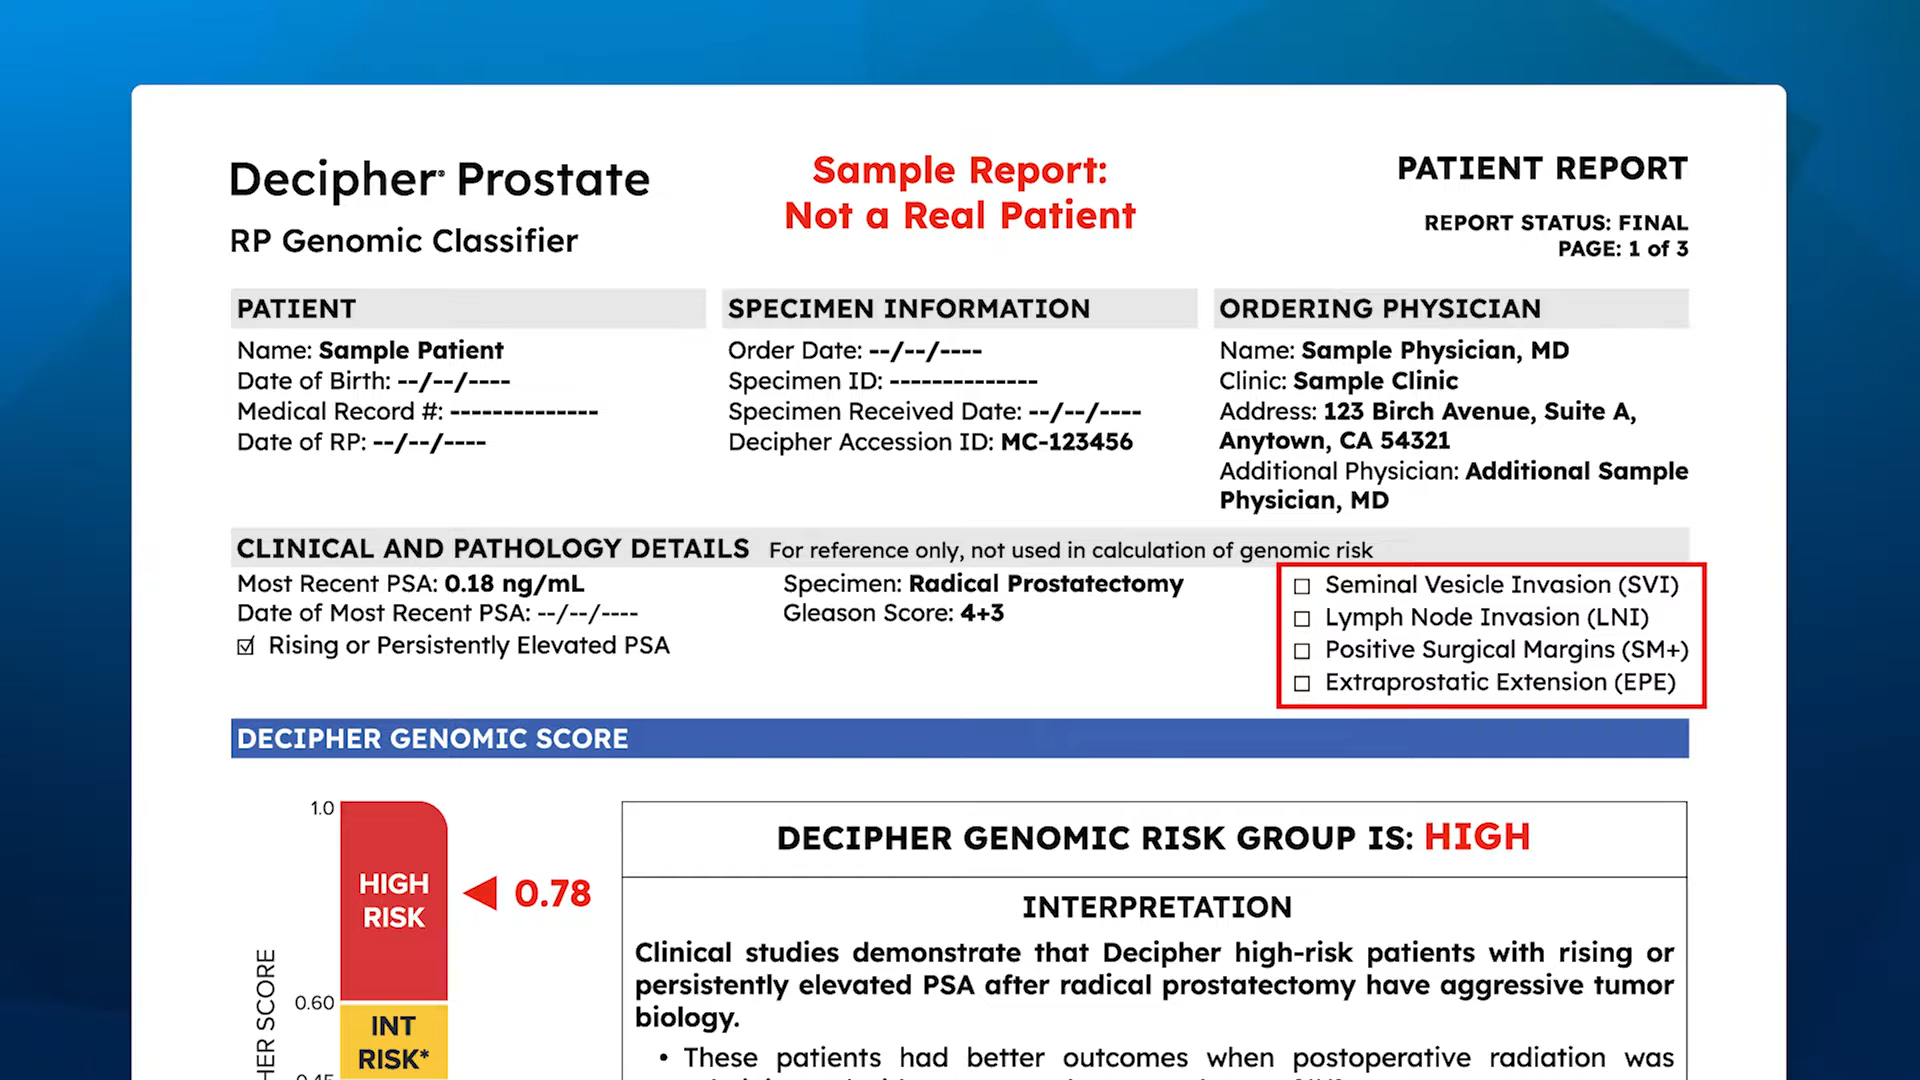 Decipher® Prostate
RP Genomic Classifier
Sample Report:
Not a Real Patient
PATIENT REPORT
REPORT STATUS: FINAL
PAGE: 1 of 3
PATIENT
Name: Sample Patient
Date of Birth: --/--/----
Medical Record #: --------------
Date of RP: --/--/----
SPECIMEN INFORMATION
Order Date: --/--/----
Specimen ID: --------------
Specimen Received Date: --/--/----
Decipher Accession ID: MC-123456
ORDERING PHYSICIAN
Name: Sample Physician, MD
Clinic: Sample Clinic
Address: 123 Birch Avenue, Suite A,
Anytown, CA 54321
Additional Physician: Additional Sample
Physician, MD
CLINICAL AND PATHOLOGY DETAILS For reference only, not used in calculation of genomic risk
Most Recent PSA: 0.18 ng/mL
Date of Most Recent PSA: --/--/----
☑ Rising or Persistently Elevated PSA
Specimen: Radical Prostatectomy
Gleason Score: 4+3
☐ Seminal Vesicle Invasion (SVI)
☐ Lymph Node Invasion (LNI)
☐ Positive Surgical Margins (SM+)
☐ Extraprostatic Extension (EPE)
DECIPHER GENOMIC SCORE
1.0
HIGH
RISK
0.78
0.60
INT
RISK*
DECIPHER GENOMIC RISK GROUP IS: HIGH
INTERPRETATION
Clinical studies demonstrate that Decipher high-risk patients with rising or
persistently elevated PSA after radical prostatectomy have aggressive tumor
biology.
• These patients had better outcomes when postoperative radiation was